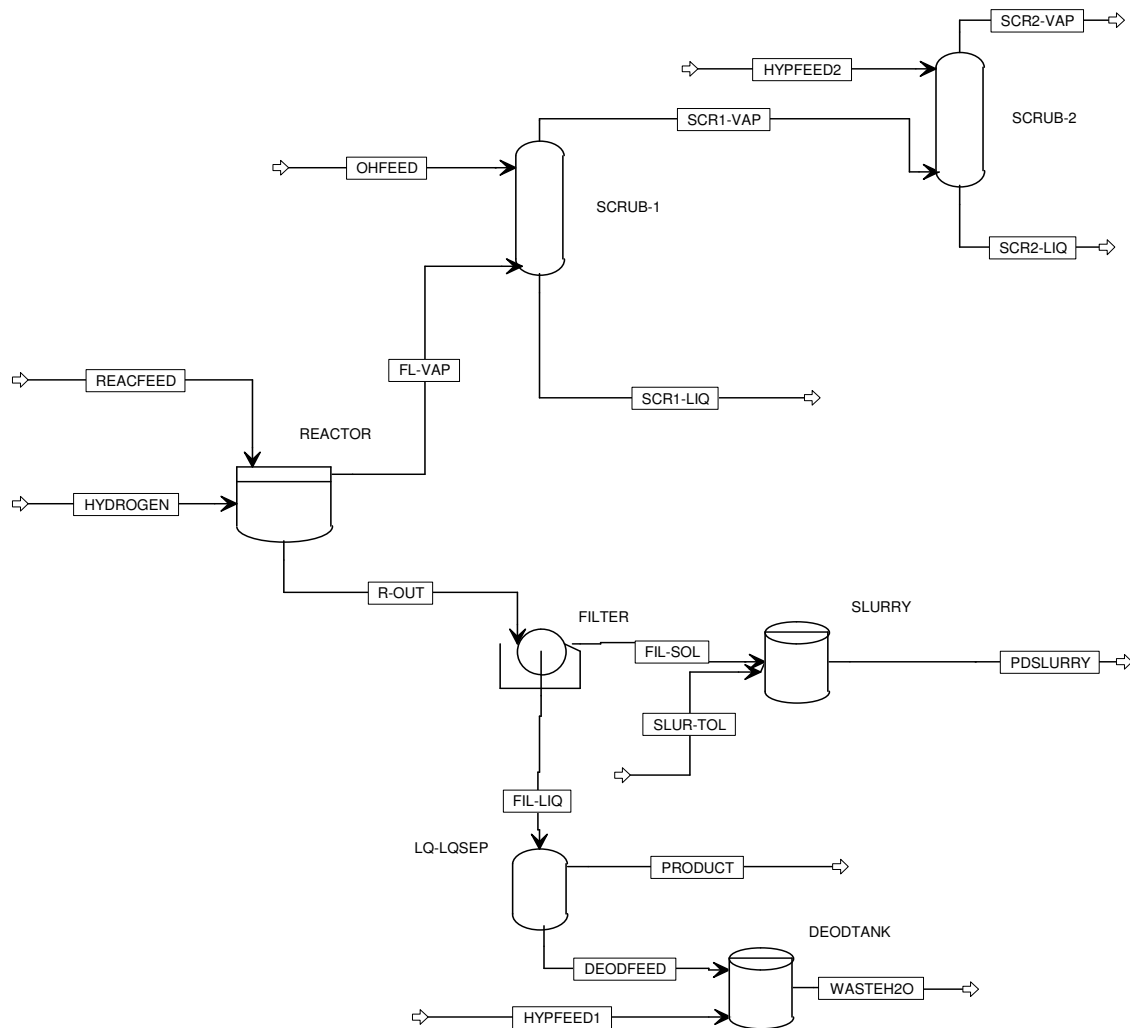 SCR2-VAP
HYPFEED2
SCR1-VAP
SCRUB-2
OHFEED
SCRUB-1
SCR2-LIQ
FL-VAP
REACFEED
SCR1-LIQ
REACTOR
HYDROGEN
R-OUT
FILTER
SLURRY
FIL-SOL
PDSLURRY
SLUR-TOL
FIL-LIQ
LQ-LQSEP
PRODUCT
DEODTANK
DEODFEED
WASTEH2O
HYPFEED1